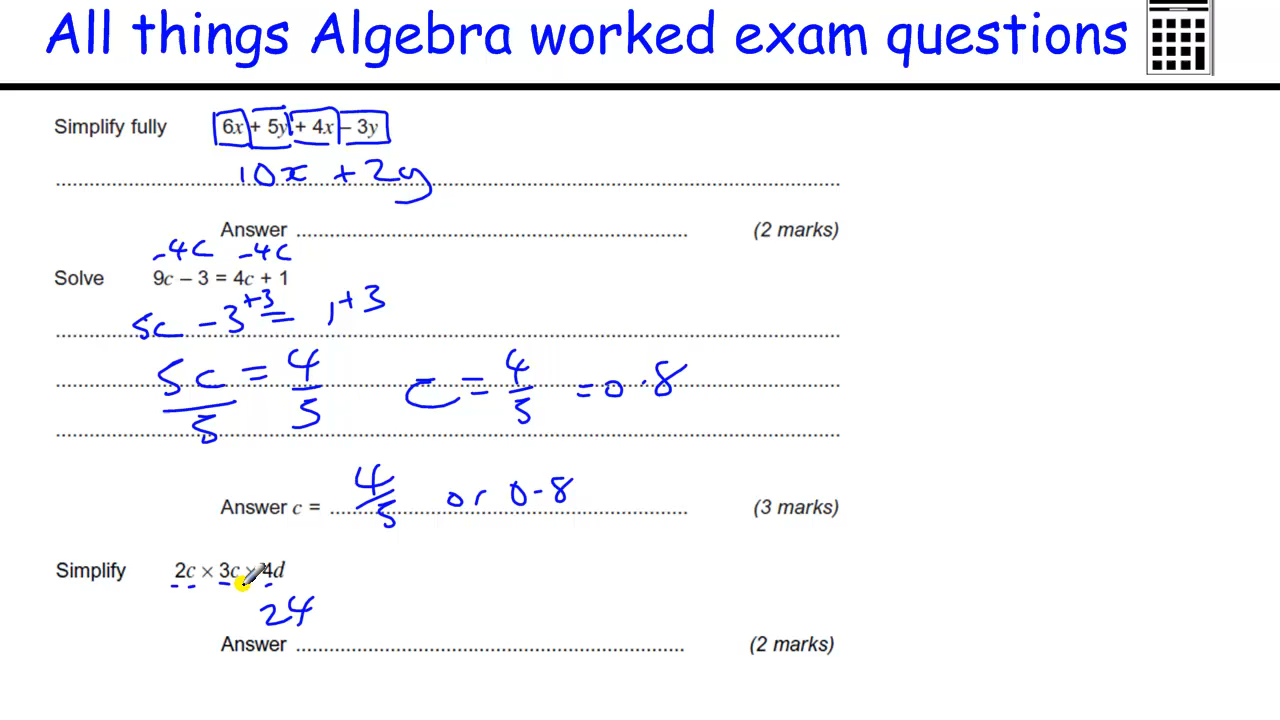 All things Algebra worked exam questions
Simplify fully 6x + 5y + 4x – 3y
10x + 2y
Answer (2 marks)
-4c -4c
Solve 9c – 3 = 4c + 1
5c - 3 +3 = 1 +3
5c/5 = 4/5 c = 4/5 = 0.8
Answer c = 4/5 or 0.8 (3 marks)
Simplify 2c × 3c × 4d
24
Answer (2 marks)